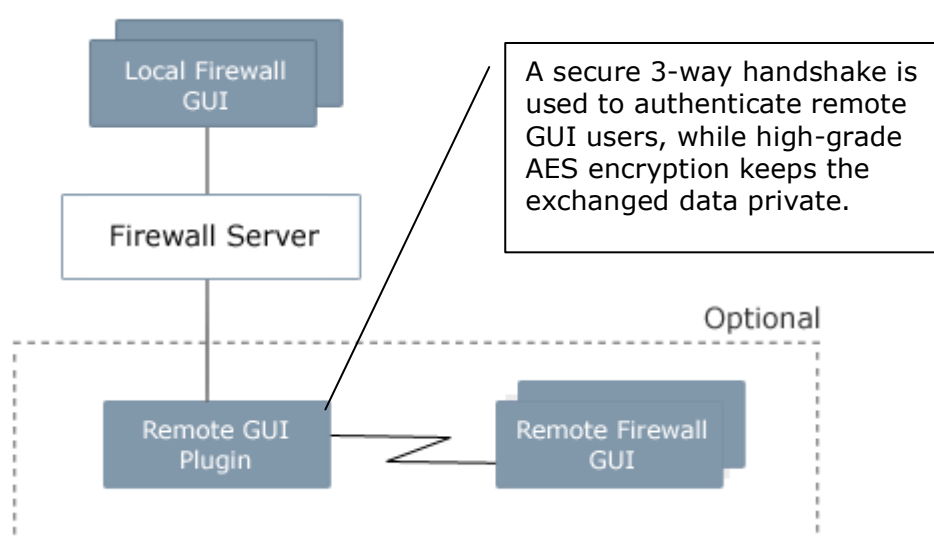 Local Firewall
GUI
A secure 3-way handshake is
used to authenticate remote
GUI users, while high-grade
AES encryption keeps the
exchanged data private.
Firewall Server
Optional
Remote GUI
Plugin
Remote Firewall
GUI